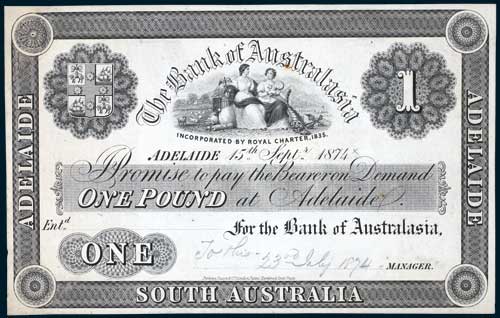 The Bank of Australasia
1
INCORPORATED BY ROYAL CHARTER, 1835.
ADELAIDE 15th Septr 1874
Promise to pay the Bearer on Demand
ONE POUND at Adelaide.
Entd
For the Bank of Australasia,
ONE
23rd July 1874
MANAGER.
SOUTH AUSTRALIA
ADELAIDE
ADELAIDE